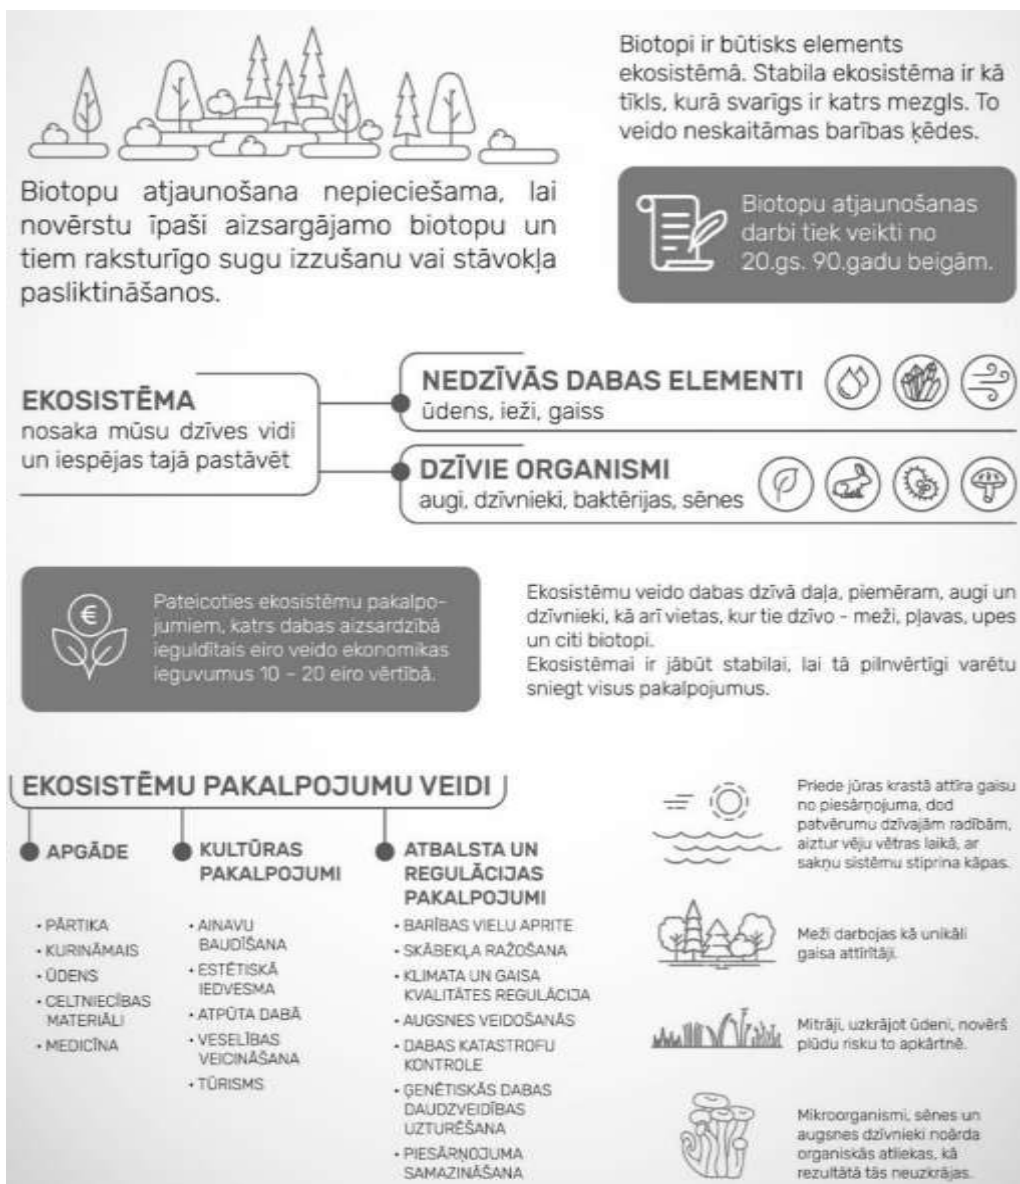 Biotopu atjaunošana nepieciešama, lai
novērstu īpaši aizsargājamo biotopu un
tiem raksturīgo sugu izzušanu vai stāvokļa
pasliktināšanos.
Biotopi ir būtisks elements
ekosistēmā. Stabila ekosistēma ir kā
tīkls, kurā svarīgs ir katrs mezgls. To
veido neskaitāmas barības ķēdes.
Biotopu atjaunošanas
darbi tiek veikti no
20.gs. 90.gadu beigām.
EKOSISTĒMA
nosaka mūsu dzīves vidi
un iespējas tajā pastāvēt
NEDZĪVĀS DABAS ELEMENTI
ūdens, ieži, gaiss
DZĪVIE ORGANISMI
augi, dzīvnieki, baktērijas, sēnes
€
Pateicoties ekosistēmu pakalpo-
jumiem, katrs dabas aizsardzībā
ieguldītais eiro veido ekonomikas
ieguvumus 10 – 20 eiro vērtībā.
Ekosistēmu veido dabas dzīvā daļa, piemēram, augi un
dzīvnieki, kā arī vietas, kur tie dzīvo - meži, pļavas, upes
un citi biotopi.
Ekosistēmai ir jābūt stabilai, lai tā pilnvērtīgi varētu
sniegt visus pakalpojumus.
EKOSISTĒMU PAKALPOJUMU VEIDI
APGĀDE
• PĀRTIKA
• KURINĀMAIS
• ŪDENS
• CELTNIECĪBAS
MATERIĀLI
• MEDICĪNA
KULTŪRAS
PAKALPOJUMI
• AINAVU
BAUDĪŠANA
• ESTĒTISKĀ
IEDVESMA
• ATPŪTA DABĀ
• VESELĪBAS
VEICINĀŠANA
• TŪRISMS
ATBALSTA UN
REGULĀCIJAS
PAKALPOJUMI
• BARĪBAS VIELU APRITE
• SKĀBEKĻA RAŽOŠANA
• KLIMATA UN GAISA
KVALITĀTES REGULĀCIJA
• AUGSNES VEIDOŠANĀS
• DABAS KATASTROFU
KONTROLE
• ĢENĒTISKĀS DABAS
DAUDZVEIDĪBAS
UZTURĒŠANA
• PIESĀRŅOJUMA
SAMAZINĀŠANA
Priede jūras krastā attīra gaisu
no piesārņojuma, dod
patvērumu dzīvajām radībām,
aiztur vēju vētras laikā, ar
sakņu sistēmu stiprina kāpas.
Meži darbojas kā unikāli
gaisa attīrītāji.
Mitrāji, uzkrājot ūdeni, novērš
plūdu risku to apkārtnē.
Mikroorganismi, sēnes un
augsnes dzīvnieki noārda
organiskās atliekas, kā
rezultātā tās neuzkrājas.